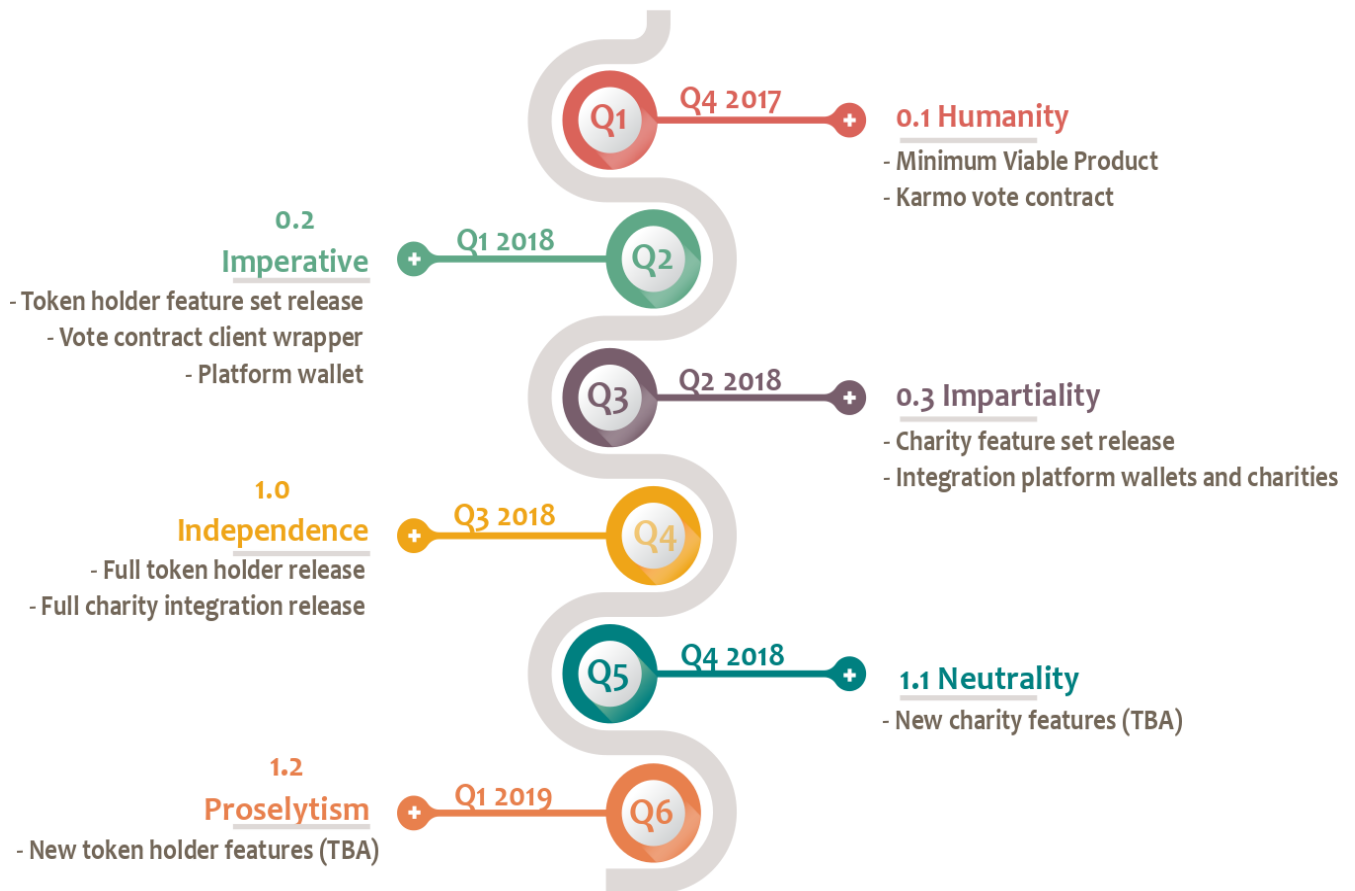 Q1
Q4 2017
0.1 Humanity
- Minimum Viable Product
- Karmo vote contract
0.2
Imperative
Q1 2018
Q2
- Token holder feature set release
- Vote contract client wrapper
- Platform wallet
Q3
Q2 2018
0.3 Impartiality
- Charity feature set release
- Integration platform wallets and charities
1.0
Independence
Q3 2018
Q4
- Full token holder release
- Full charity integration release
Q5
Q4 2018
1.1 Neutrality
- New charity features (TBA)
1.2
Proselytism
Q1 2019
Q6
- New token holder features (TBA)